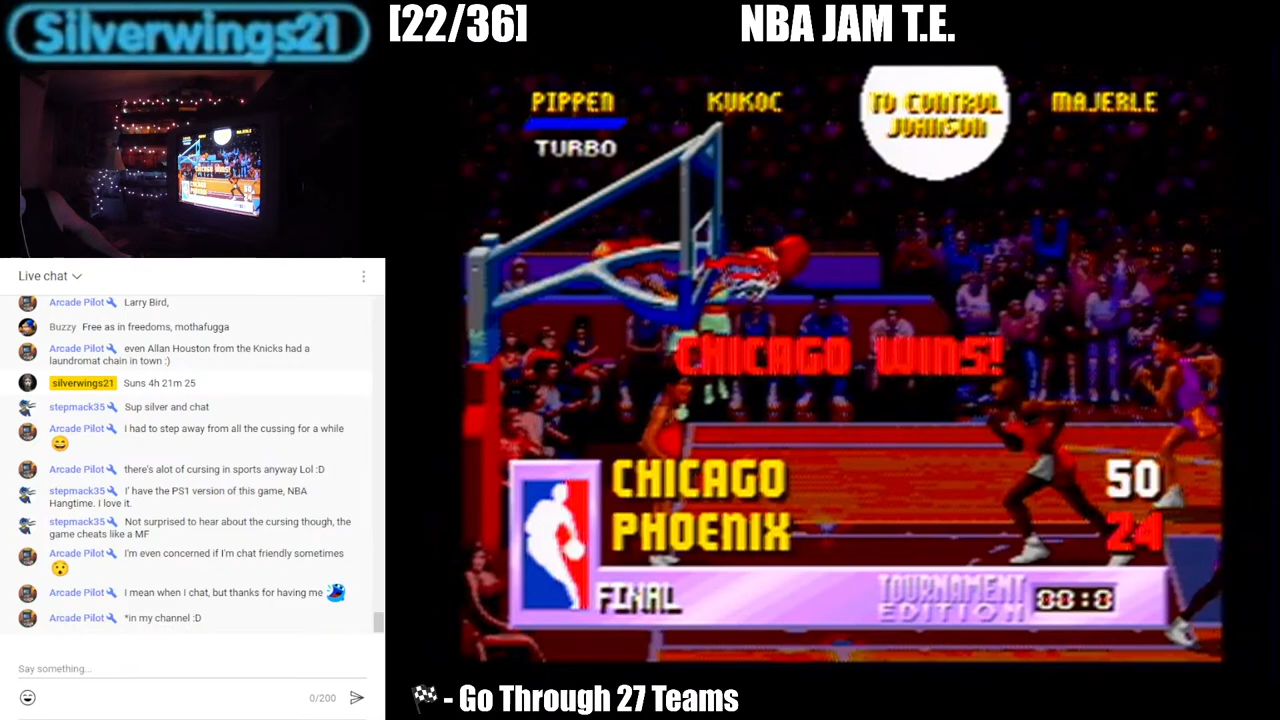 Silverwings21
[22/36]
NBA JAM T.E.
PIPPEN
KUKOC
TO CONTROL
JOHNSON
MAJERLE
TURBO
CHICAGO WINS!
CHICAGO 50
PHOENIX 24
FINAL
TOURNAMENT
EDITION
00:0
Live chat
Arcade Pilot Larry Bird,
Buzzy Free as in freedoms, mothafugga
Arcade Pilot even Allan Houston from the Knicks had a
laundromat chain in town :)
silverwings21 Suns 4h 21m 25
stepmack35 Sup silver and chat
Arcade Pilot I had to step away from all the cussing for a while
Arcade Pilot there's alot of cursing in sports anyway Lol :D
stepmack35 I' have the PS1 version of this game, NBA
Hangtime. I love it.
stepmack35 Not surprised to hear about the cursing though, the
game cheats like a MF
Arcade Pilot I'm even concerned if I'm chat friendly sometimes
Arcade Pilot I mean when I chat, but thanks for having me
Arcade Pilot *in my channel :D
Say something...
0/200
- Go Through 27 Teams